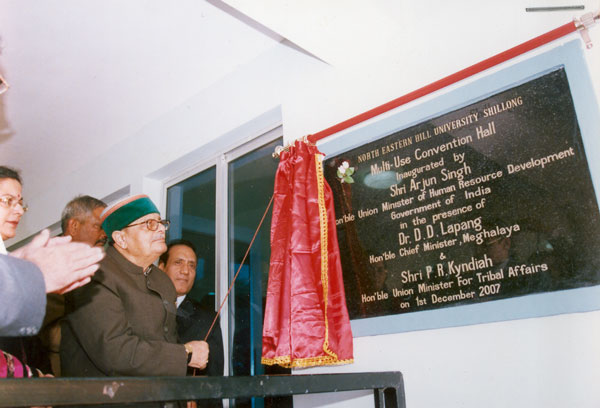 NORTH EASTERN HILL UNIVERSITY SHILLONG
Multi-Use Convention Hall
Inaugurated by
Shri Arjun Singh
Hon'ble Union Minister of Human Resource Development
Government of India
in the presence of
Dr. D.D. Lapang
Hon'ble Chief Minister, Meghalaya
&
Shri P.R. Kyndiah
Hon'ble Union Minister For Tribal Affairs
on 1st December 2007